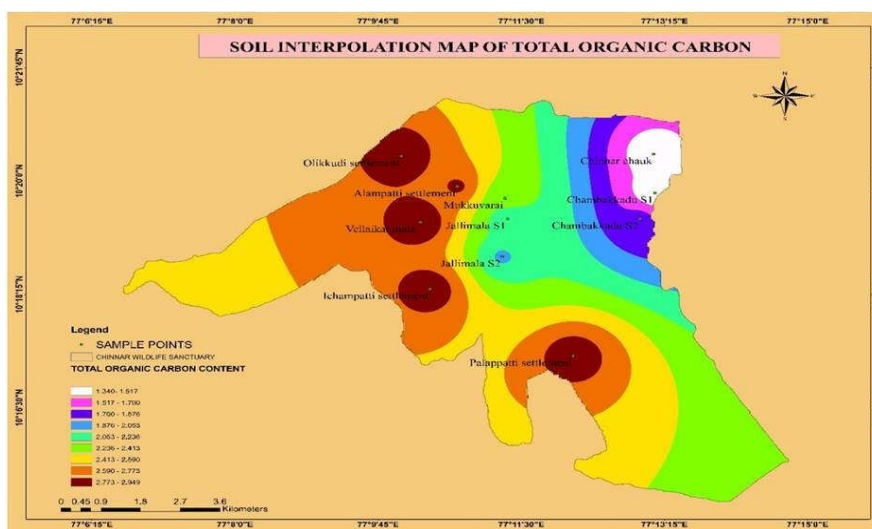 77°6'15"E 77°8'0"E 77°9'45"E 77°11'30"E 77°13'15"E 77°15'0"E
SOIL INTERPOLATION MAP OF TOTAL ORGANIC CARBON
10°21'45"N
N
W E
S
10°20'0"N
10°18'15"N
10°16'30"N
Olikkudi settlement
Chinnar chauk
Alampatti settlement
Mukkuvarai
Chambakkadu S1
Jallimala S1
Chambakkadu S2
Jallimala S2
Ichampatti settlement
Palappatti settlement
Legend
SAMPLE POINTS
CHINNAR WILDLIFE SANCTUARY
TOTAL ORGANIC CARBON CONTENT
1.340- 1.517
1.517 - 1.700
1.700 - 1.876
1.876 - 2.053
2.053 - 2.236
2.236 - 2.413
2.413 - 2.590
2.590 - 2.773
2.773 - 2.949
0 0.45 0.9 1.8 2.7 3.6
Kilometers
77°6'15"E 77°8'0"E 77°9'45"E 77°11'30"E 77°13'15"E 77°15'0"E